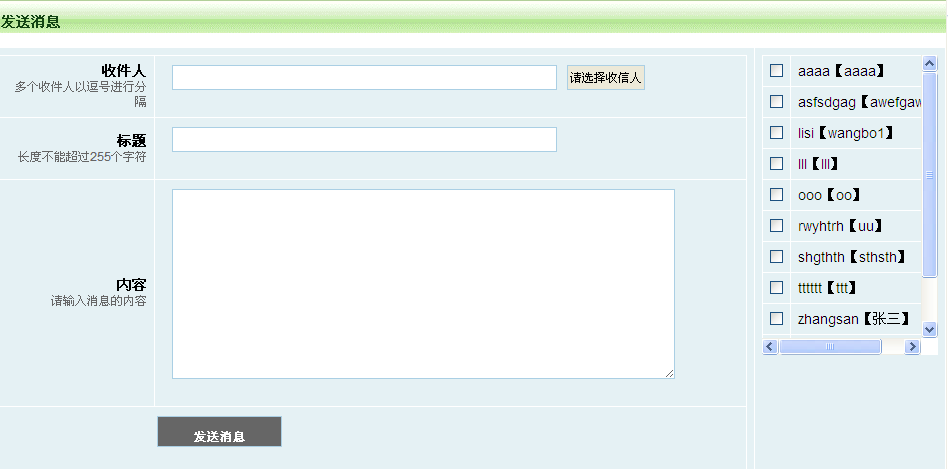 发送消息
收件人
多个收件人以逗号进行分
隔
请选择收信人
标题
长度不能超过255个字符
内容
请输入消息的内容
发送消息
aaaa【aaaa】
asfsdgag【awefgaw
lisi【wangbo1】
lll【lll】
ooo【oo】
rwyhtrh【uu】
shgthth【sthsth】
tttttt【ttt】
zhangsan【张三】